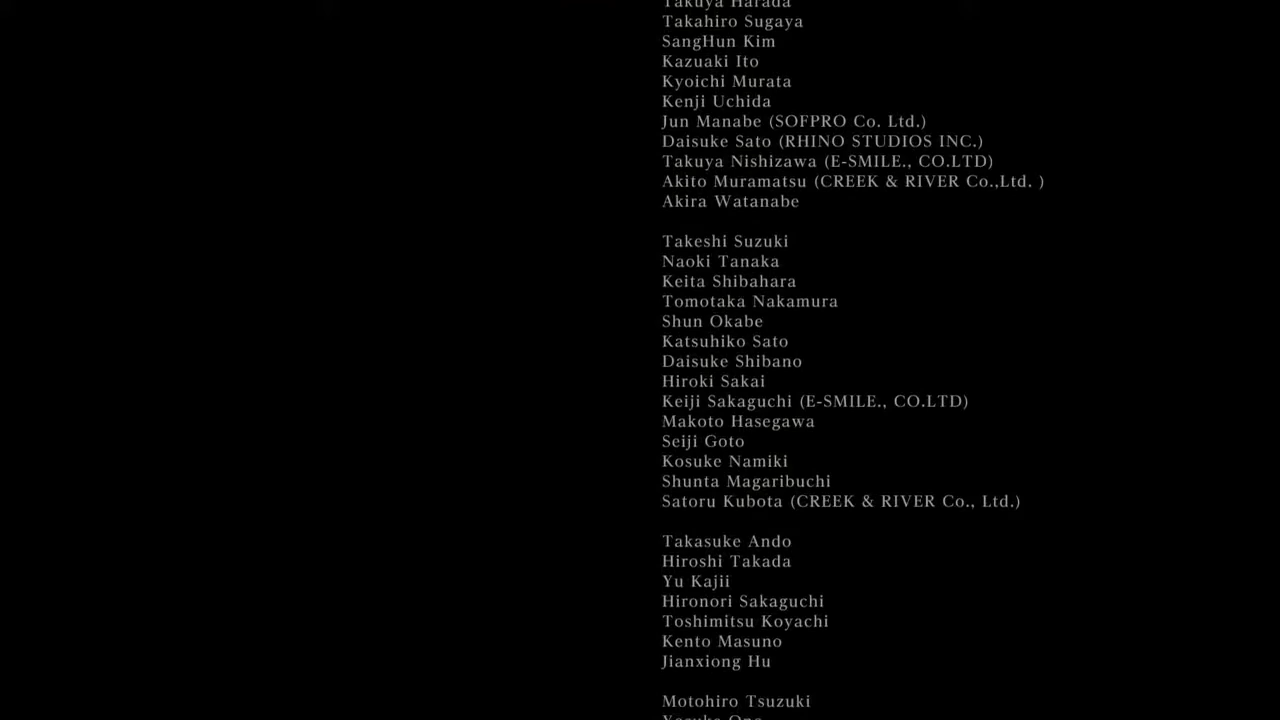 Takuya Harada
Takahiro Sugaya
SangHun Kim
Kazuaki Ito
Kyoichi Murata
Kenji Uchida
Jun Manabe (SOFPRO Co. Ltd.)
Daisuke Sato (RHINO STUDIOS INC.)
Takuya Nishizawa (E-SMILE., CO.LTD)
Akito Muramatsu (CREEK & RIVER Co.,Ltd. )
Akira Watanabe
Takeshi Suzuki
Naoki Tanaka
Keita Shibahara
Tomotaka Nakamura
Shun Okabe
Katsuhiko Sato
Daisuke Shibano
Hiroki Sakai
Keiji Sakaguchi (E-SMILE., CO.LTD)
Makoto Hasegawa
Seiji Goto
Kosuke Namiki
Shunta Magaribuchi
Satoru Kubota (CREEK & RIVER Co., Ltd.)
Takasuke Ando
Hiroshi Takada
Yu Kajii
Hironori Sakaguchi
Toshimitsu Koyachi
Kento Masuno
Jianxiong Hu
Motohiro Tsuzuki